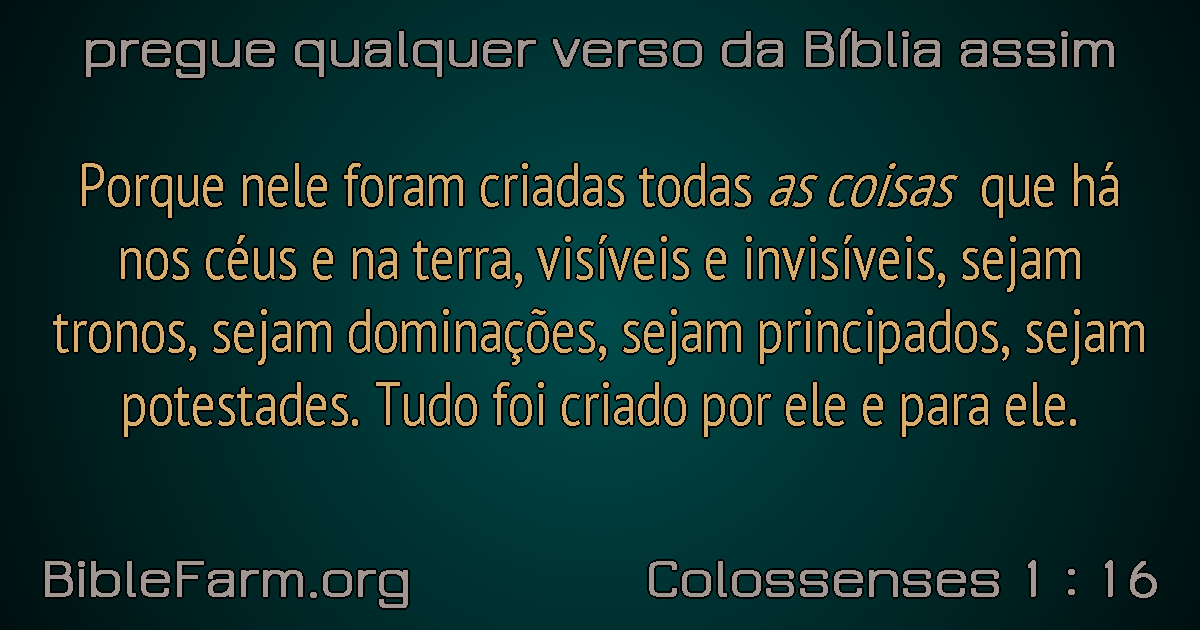 pregue qualquer verso da Bíblia assim
Porque nele foram criadas todas as coisas que há
nos céus e na terra, visíveis e invisíveis, sejam
tronos, sejam dominações, sejam principados, sejam
potestades. Tudo foi criado por ele e para ele.
BibleFarm.org Colossenses 1 : 16